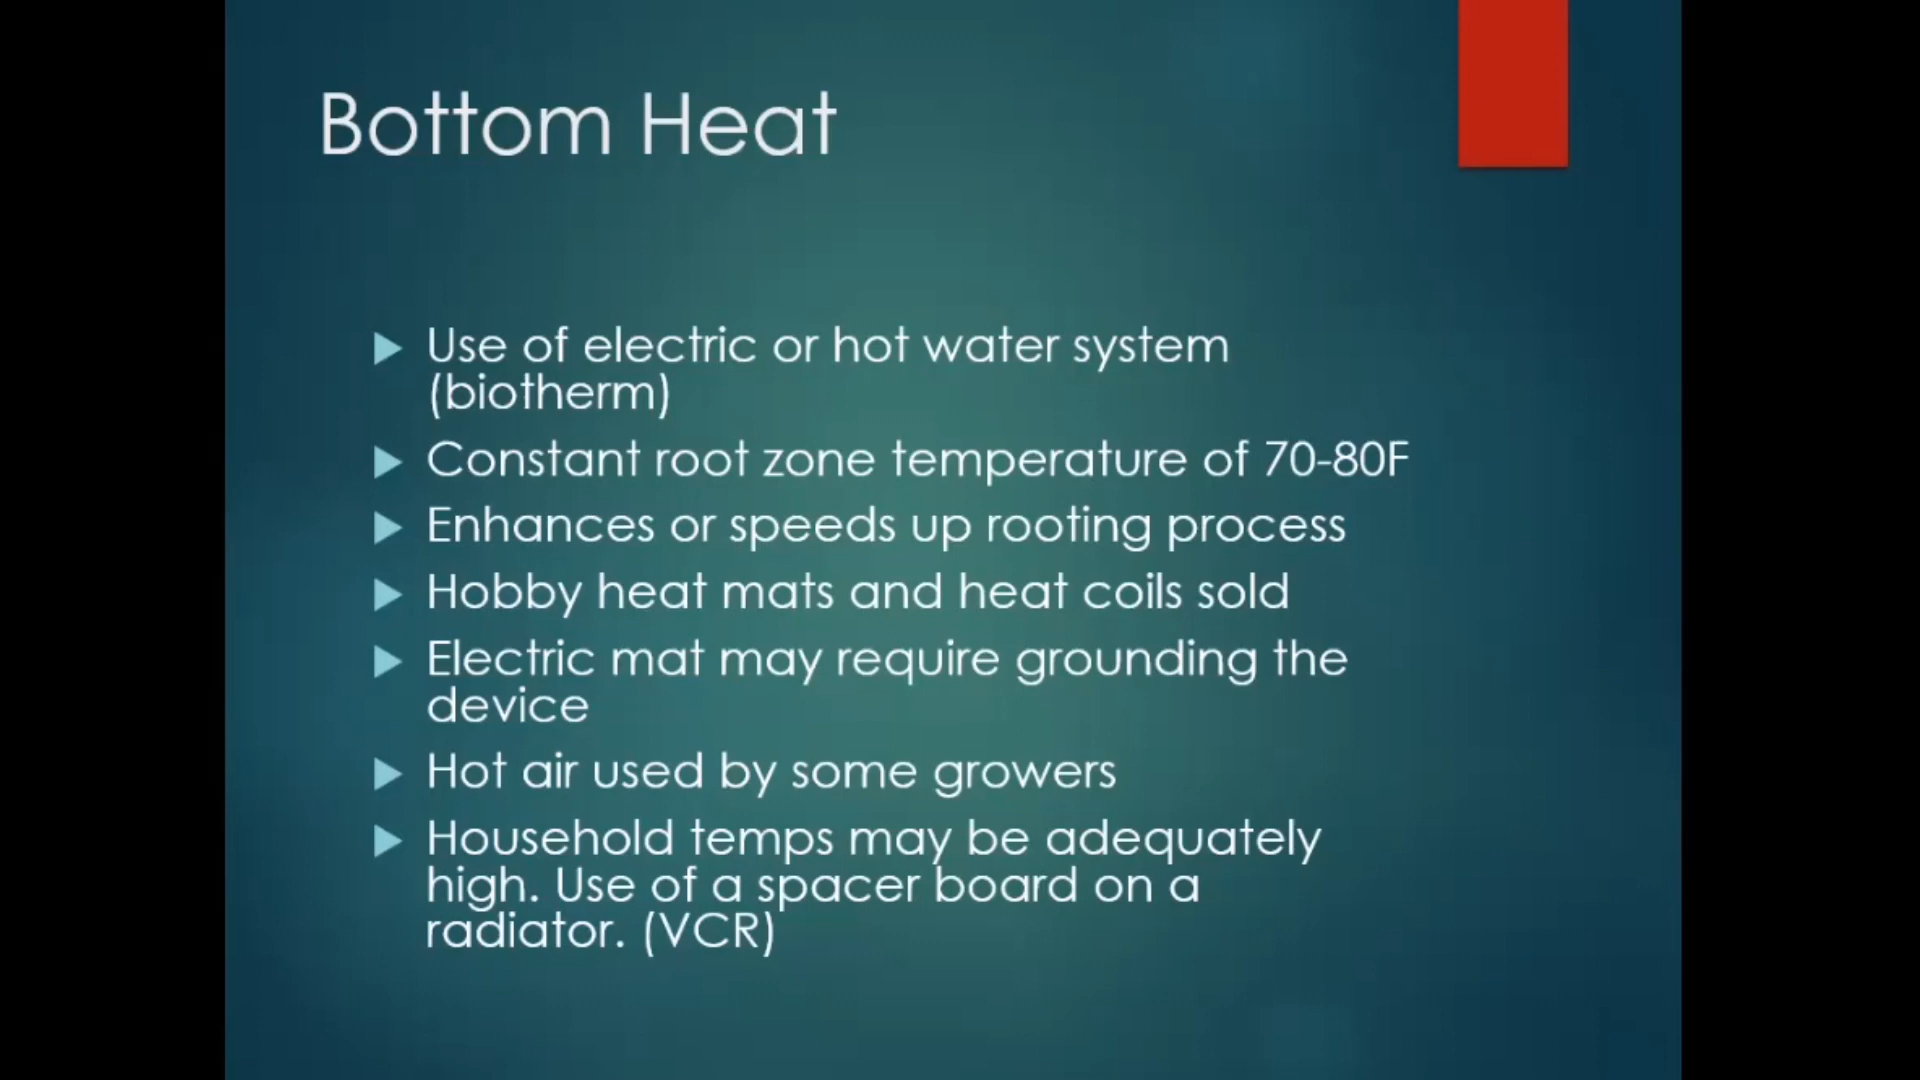 Bottom Heat
Use of electric or hot water system
(biotherm)
Constant root zone temperature of 70-80F
Enhances or speeds up rooting process
Hobby heat mats and heat coils sold
Electric mat may require grounding the
device
Hot air used by some growers
Household temps may be adequately
high. Use of a spacer board on a
radiator. (VCR)